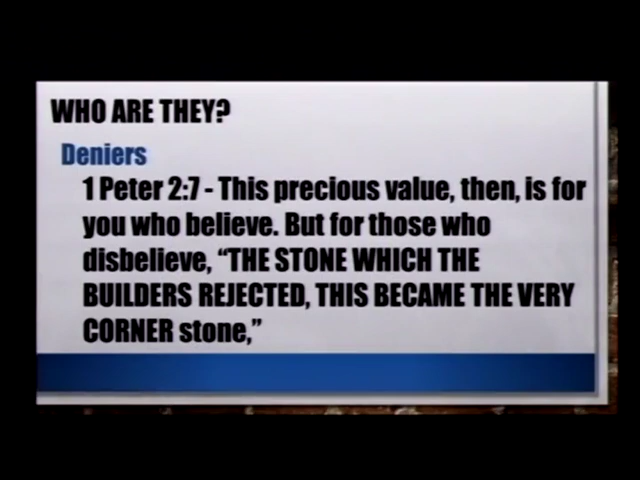 WHO ARE THEY?
Deniers
1 Peter 2:7 - This precious value, then, is for
you who believe. But for those who
disbelieve, “THE STONE WHICH THE
BUILDERS REJECTED, THIS BECAME THE VERY
CORNER stone,”